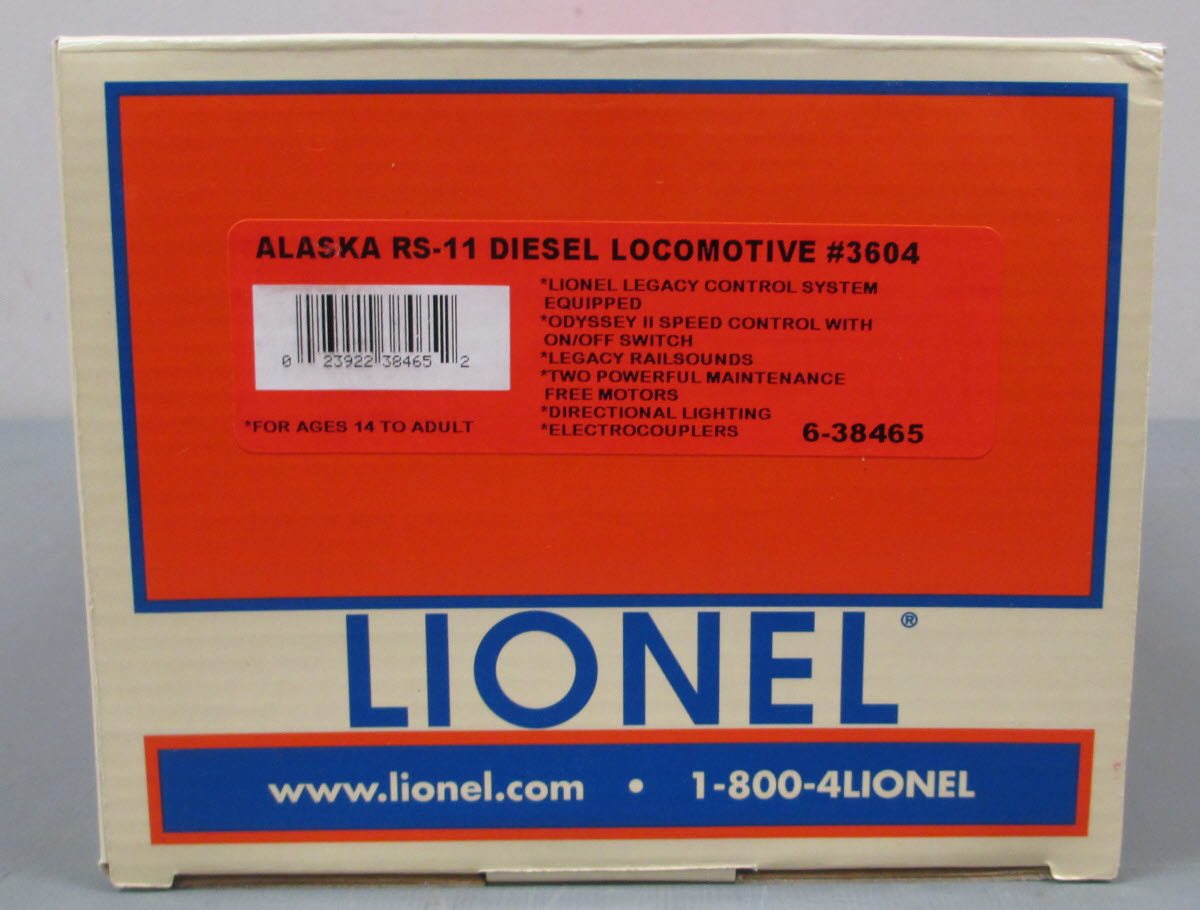 ALASKA RS-11 DIESEL LOCOMOTIVE #3604
0 23922 38465 2
*FOR AGES 14 TO ADULT
*LIONEL LEGACY CONTROL SYSTEM
EQUIPPED
*ODYSSEY II SPEED CONTROL WITH
ON/OFF SWITCH
*LEGACY RAILSOUNDS
*TWO POWERFUL MAINTENANCE
FREE MOTORS
*DIRECTIONAL LIGHTING
*ELECTROCOUPLERS 6-38465
LIONEL®
www.lionel.com • 1-800-4LIONEL